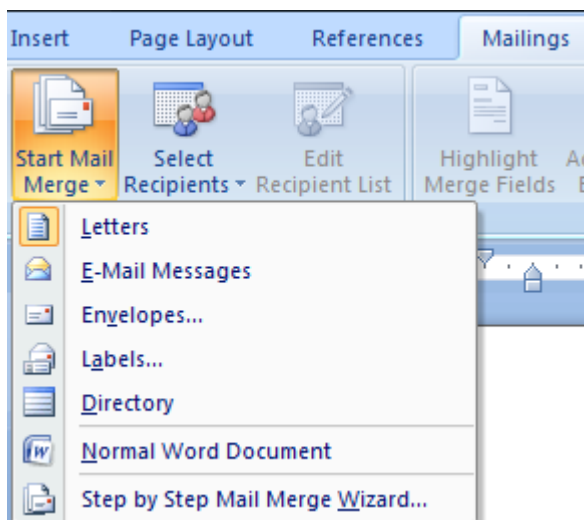 Insert Page Layout References Mailings
Start Mail Select Edit Highlight
Merge Recipients Recipient List Merge Fields
Letters
E-Mail Messages
Envelopes...
Labels...
Directory
Normal Word Document
Step by Step Mail Merge Wizard...